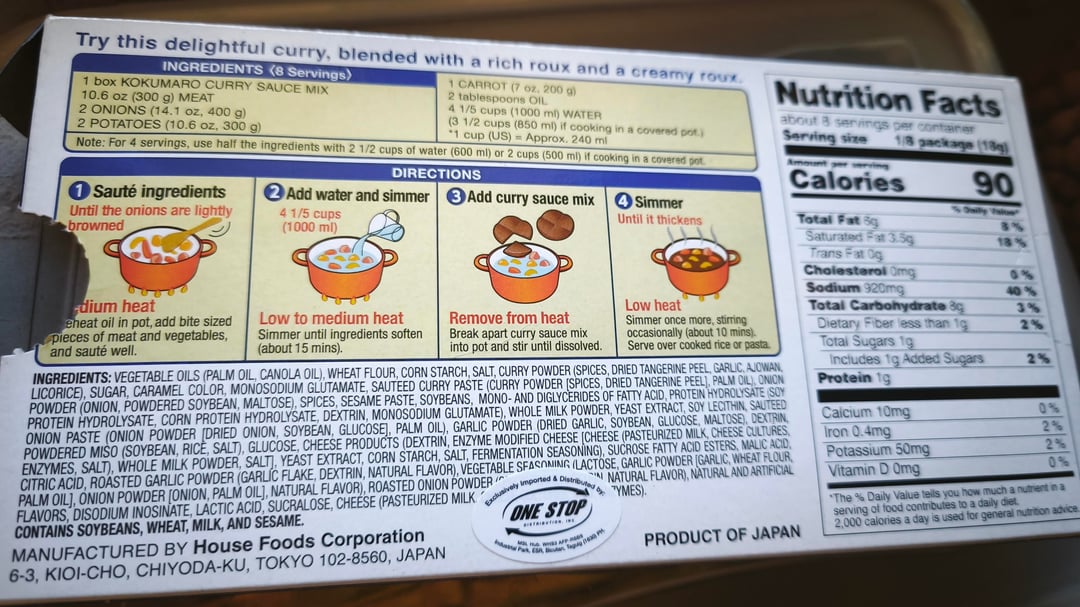 Try this delightful curry, blended with a rich roux and a creamy roux.
INGREDIENTS (8 Servings)
1 box KOKUMARO CURRY SAUCE MIX
10.6 oz (300 g) MEAT
2 ONIONS (14.1 oz, 400 g)
2 POTATOES (10.6 oz, 300 g)
1 CARROT (7 oz, 200 g)
2 tablespoons OIL
4 1/5 cups (1000 ml) WATER
(3 1/2 cups (850 ml) if cooking in a covered pot.)
*1 cup (US) = Approx. 240 ml
Note: For 4 servings, use half the ingredients with 2 1/2 cups of water (600 ml) or 2 cups (500 ml) if cooking in a covered pot.
DIRECTIONS
1 Sauté ingredients
Until the onions are lightly
browned
dium heat
eheat oil in pot, add bite sized
pieces of meat and vegetables,
and sauté well.
2 Add water and simmer
4 1/5 cups
(1000 ml)
Low to medium heat
Simmer until ingredients soften
(about 15 mins).
3 Add curry sauce mix
Remove from heat
Break apart curry sauce mix
into pot and stir until dissolved.
4 Simmer
Until it thickens
Low heat
Simmer once more, stirring
occasionally (about 10 mins).
Serve over cooked rice or pasta.
INGREDIENTS: VEGETABLE OILS (PALM OIL, CANOLA OIL), WHEAT FLOUR, CORN STARCH, SALT, CURRY POWDER (SPICES, DRIED TANGERINE PEEL, GARLIC, AJOWAN,
LICORICE), SUGAR, CARAMEL COLOR, MONOSODIUM GLUTAMATE, SAUTEED CURRY PASTE (CURRY POWDER [SPICES, DRIED TANGERINE PEEL], PALM OIL), ONION
POWDER (ONION, POWDERED SOYBEAN, MALTOSE), SPICES, SESAME PASTE, SOYBEANS, MONO- AND DIGLYCERIDES OF FATTY ACID, PROTEIN HYDROLYSATE (SOY
PROTEIN HYDROLYSATE, CORN PROTEIN HYDROLYSATE, DEXTRIN, MONOSODIUM GLUTAMATE), WHOLE MILK POWDER, YEAST EXTRACT, SOY LECITHIN, SAUTEED
ONION PASTE (ONION POWDER [DRIED ONION, SOYBEAN, GLUCOSE], PALM OIL), GARLIC POWDER (DRIED GARLIC, SOYBEAN, GLUCOSE, MALTOSE), DEXTRIN,
POWDERED MISO (SOYBEAN, RICE, SALT), GLUCOSE, CHEESE PRODUCTS (DEXTRIN, ENZYME MODIFIED CHEESE [CHEESE (PASTEURIZED MILK, CHEESE CULTURES,
ENZYMES, SALT), WHOLE MILK POWDER, SALT], YEAST EXTRACT, CORN STARCH, SALT, FERMENTATION SEASONING), SUCROSE FATTY ACID ESTERS, MALIC ACID,
CITRIC ACID, ROASTED GARLIC POWDER (GARLIC FLAKE, DEXTRIN, NATURAL FLAVOR), VEGETABLE SEASONING (LACTOSE, GARLIC POWDER [GARLIC, WHEAT FLOUR,
PALM OIL], ONION POWDER [ONION, PALM OIL], NATURAL FLAVOR), ROASTED ONION POWDER NATURAL FLAVOR), NATURAL AND ARTIFICIAL
FLAVORS, DISODIUM INOSINATE, LACTIC ACID, SUCRALOSE, CHEESE (PASTEURIZED MILK YMES).
CONTAINS SOYBEANS, WHEAT, MILK, AND SESAME.
MANUFACTURED BY House Foods Corporation
6-3, KIOI-CHO, CHIYODA-KU, TOKYO 102-8560, JAPAN
Exclusively Imported & Distributed by:
ONE STOP
DISTRIBUTION, INC.
Industrial Park, ESR, Bicutan, Taguig
PRODUCT OF JAPAN
Nutrition Facts
about 8 servings per container
Serving size 1/8 package (18g)
Amount per serving
Calories 90
% Daily Value*
Total Fat 6g 8%
Saturated Fat 3.5g 18%
Trans Fat 0g
Cholesterol 0mg 0%
Sodium 920mg 40%
Total Carbohydrate 8g 3%
Dietary Fiber less than 1g 2%
Total Sugars 1g
Includes 1g Added Sugars 2%
Protein 1g
Calcium 10mg 0%
Iron 0.4mg 2%
Potassium 50mg 2%
Vitamin D 0mg 0%
*The % Daily Value tells you how much a nutrient in a
serving of food contributes to a daily diet.
2,000 calories a day is used for general nutrition advice.